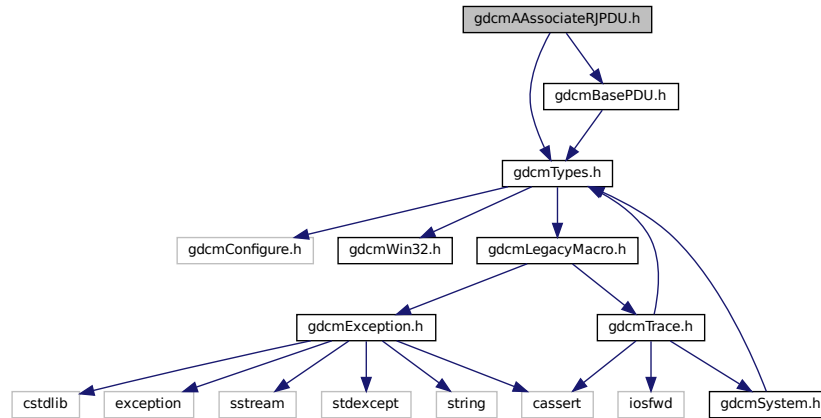 gdcmAAssociateRJPDU.h
gdcmBasePDU.h
gdcmTypes.h
gdcmConfigure.h
gdcmWin32.h
gdcmLegacyMacro.h
gdcmException.h
gdcmTrace.h
cstdlib
exception
sstream
stdexcept
string
cassert
iosfwd
gdcmSystem.h